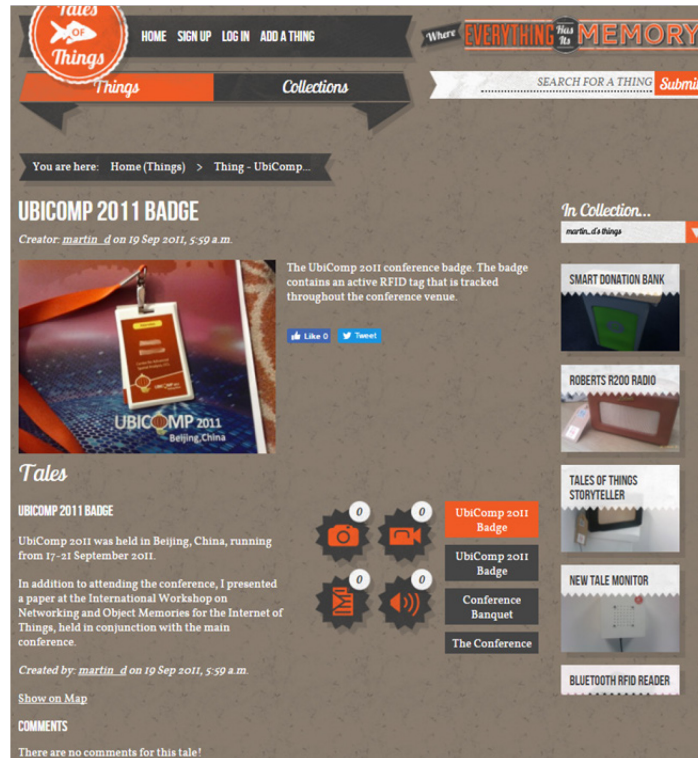 Tales
OF
Things
HOME SIGN UP LOG IN ADD A THING
Where EVERYTHING Has Its MEMORY
Things
Collections
SEARCH FOR A THING Submi
You are here: Home (Things) > Thing - UbiComp...
UBICOMP 2011 BADGE
Creator: martin_d on 19 Sep 2011, 5:59 a.m.
The UbiComp 2011 conference badge. The badge
contains an active RFID tag that is tracked
throughout the conference venue.
Like 0 Tweet
UBICOMP 2011
Beijing,China
Tales
UBICOMP 2011 BADGE
UbiComp 2011 was held in Beijing, China, running
from 17-21 September 2011.
In addition to attending the conference, I presented
a paper at the International Workshop on
Networking and Object Memories for the Internet of
Things, held in conjunction with the main
conference.
Created by: martin_d on 19 Sep 2011, 5:59 a.m.
Show on Map
COMMENTS
There are no comments for this tale!
0 0
0 0
UbiComp 2011
Badge
UbiComp 2011
Badge
Conference
Banquet
The Conference
In Collection...
martin_d's things
SMART DONATION BANK
ROBERTS R200 RADIO
TALES OF THINGS
STORYTELLER
NEW TALE MONITOR
BLUETOOTH RFID READER